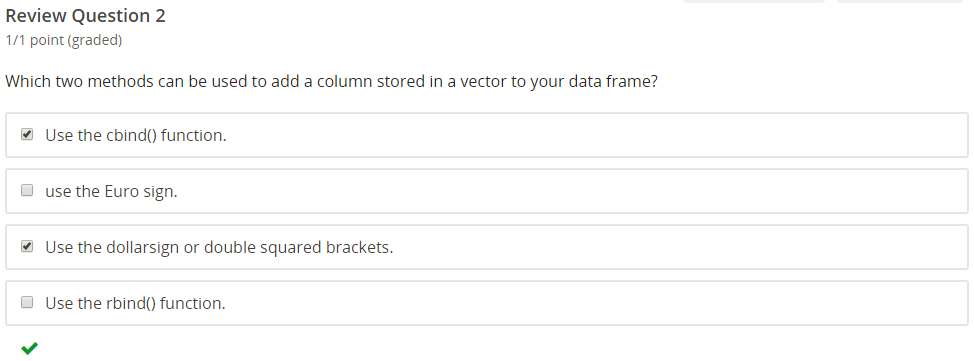 Review Question 2
1/1 point (graded)
Which two methods can be used to add a column stored in a vector to your data frame?
Use the cbind() function.
use the Euro sign.
Use the dollarsign or double squared brackets.
Use the rbind() function.